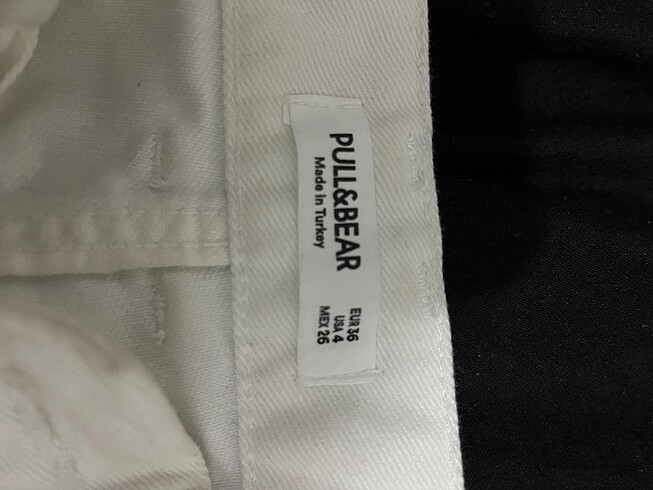 PULL&BEAR
Made in Turkey
EUR 36
USA 4
MEX 26